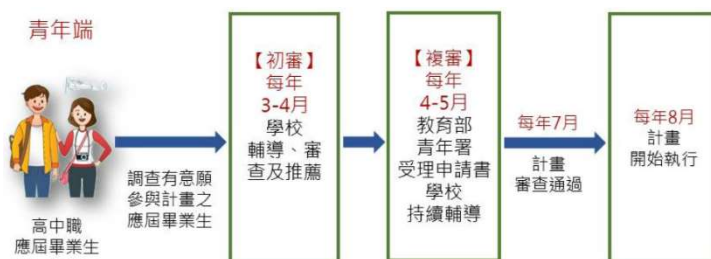 青年端
高中職
應屆畢業生
調查有意願
參與計畫之
應屆畢業生
【初審】
每年
3-4月
學校
輔導、審
查及推薦
【複審】
每年
4-5月
教育部
青年署
受理申請書
學校
持續輔導
每年7月
計畫
審查通過
每年8月
計畫
開始執行